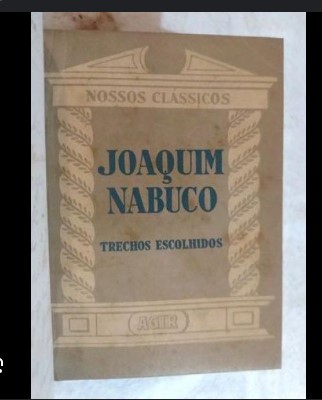 NOSSOS CLÁSSICOS
JOAQUIM
NABUCO
TRECHOS ESCOLHIDOS
AGIR